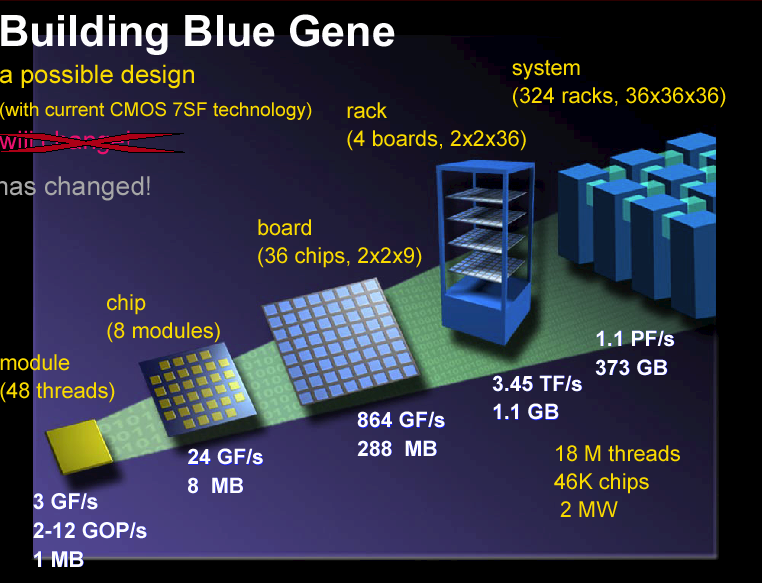 Building Blue Gene
a possible design
(with current CMOS 7SF technology)
will change!
has changed!
system
(324 racks, 36x36x36)
rack
(4 boards, 2x2x36)
board
(36 chips, 2x2x9)
chip
(8 modules)
module
(48 threads)
1.1 PF/s
373 GB
3.45 TF/s
1.1 GB
864 GF/s
288 MB
24 GF/s
8 MB
3 GF/s
2-12 GOP/s
1 MB
18 M threads
46K chips
2 MW